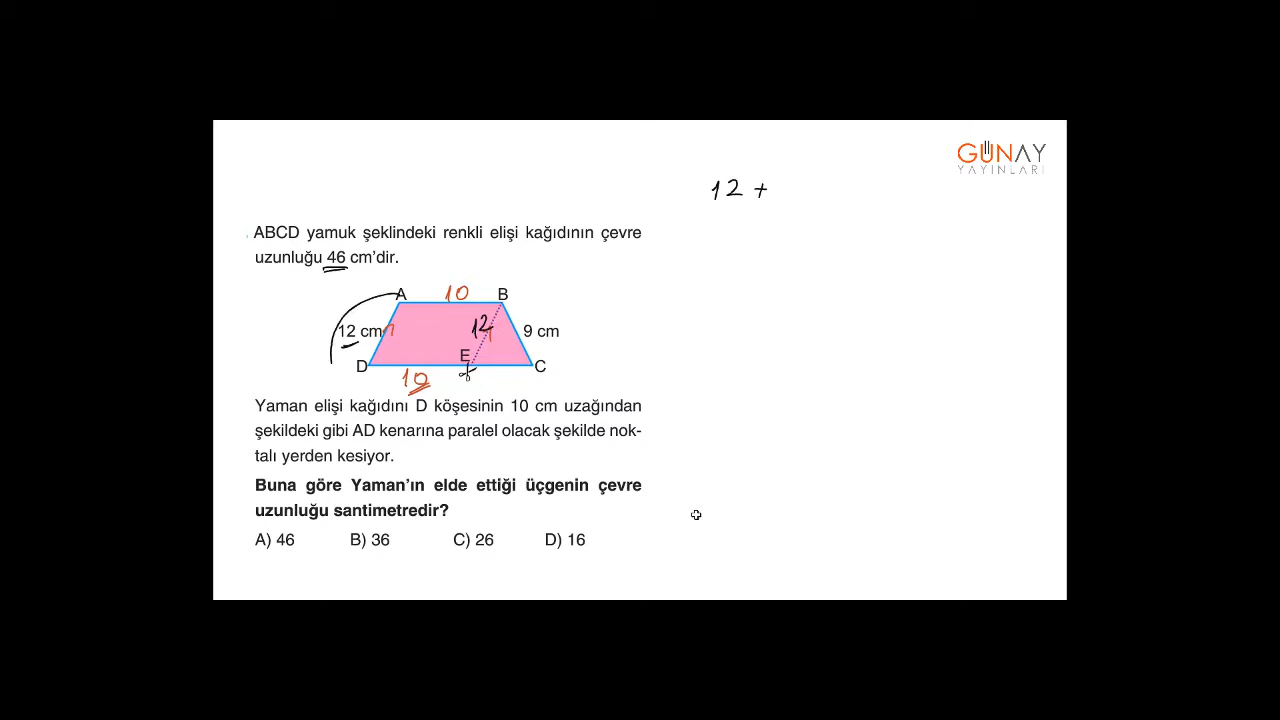 GÜNAY
YAYINLARI
12 +
ABCD yamuk şeklindeki renkli elişi kağıdının çevre
uzunluğu 46 cm'dir.
A 10 B
12 cm 12 9 cm
D E C
10
Yaman elişi kağıdını D köşesinin 10 cm uzağından
şekildeki gibi AD kenarına paralel olacak şekilde nok-
talı yerden kesiyor.
Buna göre Yaman'ın elde ettiği üçgenin çevre
uzunluğu santimetredir?
A) 46 B) 36 C) 26 D) 16